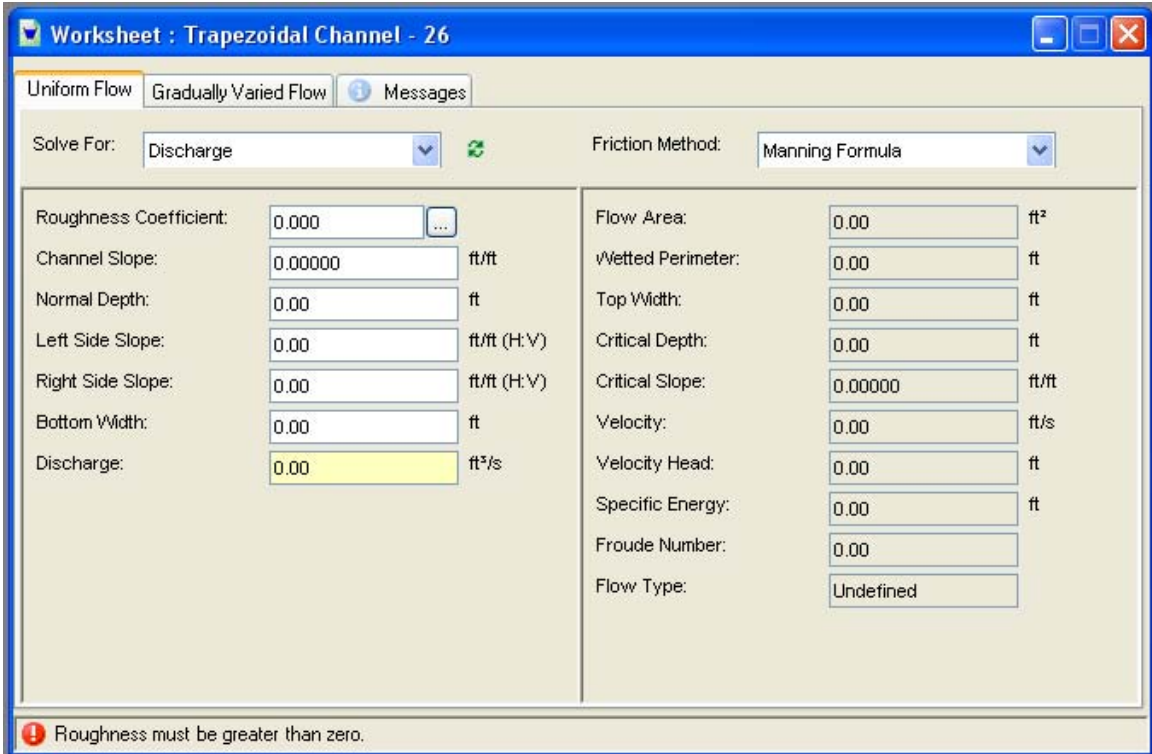 Worksheet : Trapezoidal Channel - 26
Uniform Flow Gradually Varied Flow Messages
Solve For: Discharge Friction Method: Manning Formula
Roughness Coefficient: 0.000 ...
Channel Slope: 0.00000 ft/ft
Normal Depth: 0.00 ft
Left Side Slope: 0.00 ft/ft (H:V)
Right Side Slope: 0.00 ft/ft (H:V)
Bottom Width: 0.00 ft
Discharge: 0.00 ft³/s
Flow Area: 0.00 ft²
Wetted Perimeter: 0.00 ft
Top Width: 0.00 ft
Critical Depth: 0.00 ft
Critical Slope: 0.00000 ft/ft
Velocity: 0.00 ft/s
Velocity Head: 0.00 ft
Specific Energy: 0.00 ft
Froude Number: 0.00
Flow Type: Undefined
Roughness must be greater than zero.